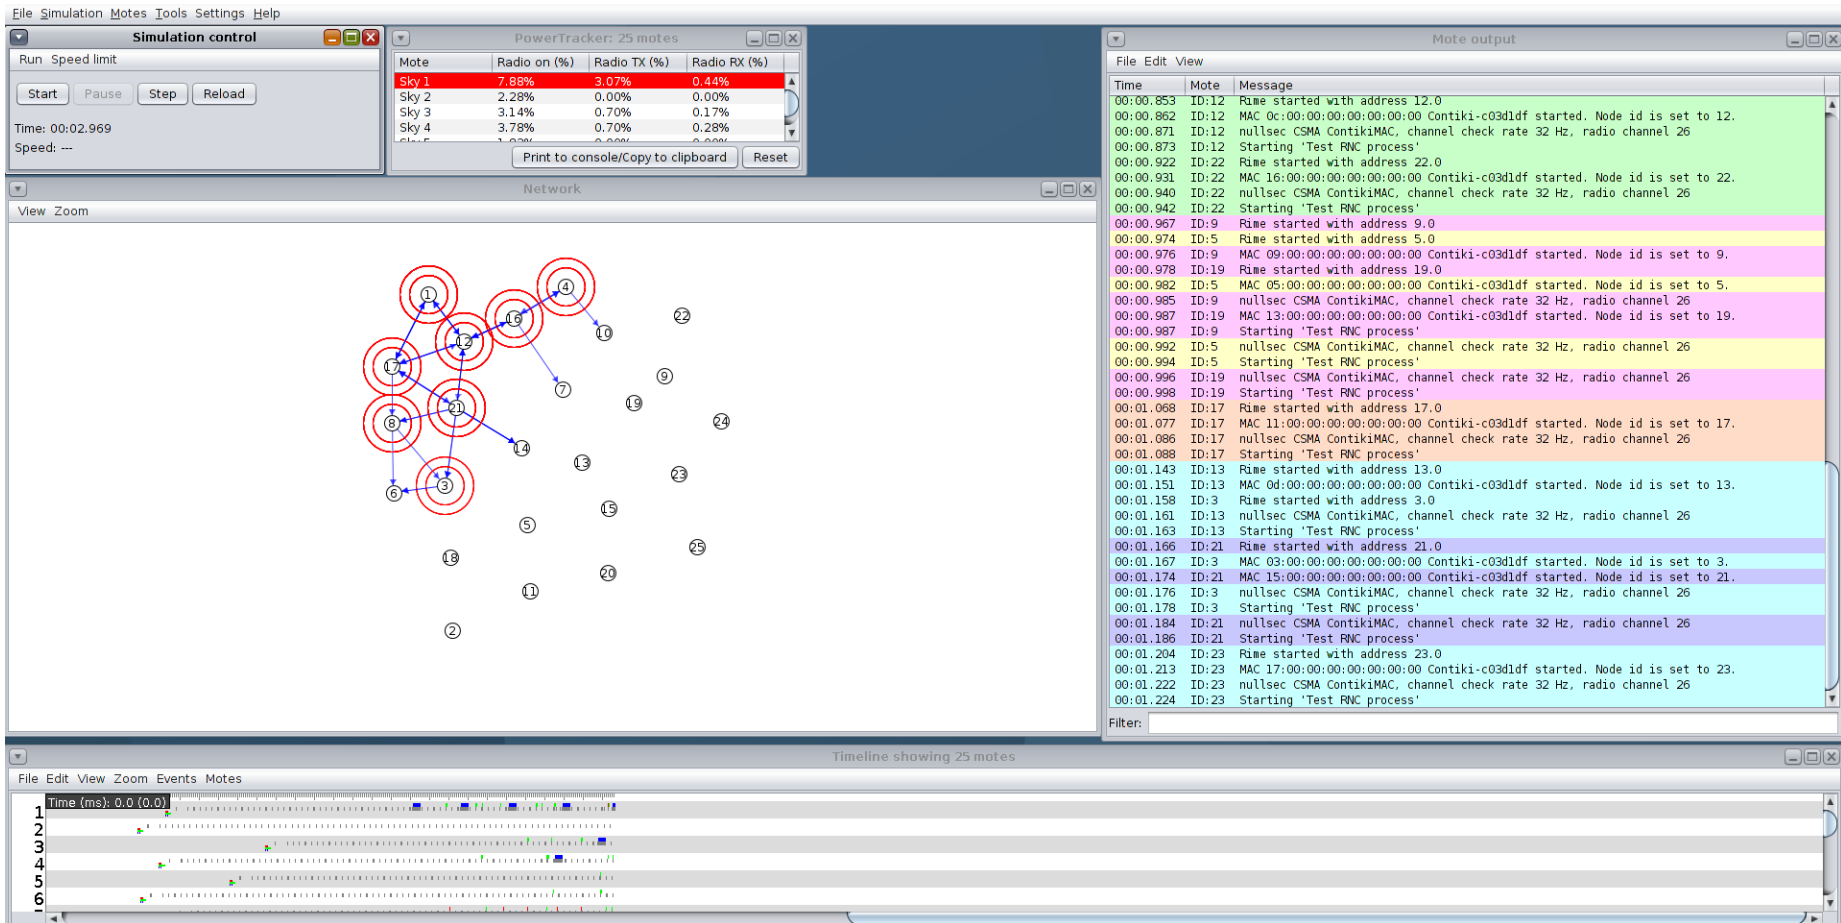 File Simulation Motes Tools Settings Help
Simulation control
Run Speed limit
Start Pause Step Reload
Time: 00:02.969
Speed: ---
PowerTracker: 25 motes
Mote Radio on (%) Radio TX (%) Radio RX (%)
Sky 1 7.88% 3.07% 0.44%
Sky 2 2.28% 0.00% 0.00%
Sky 3 3.14% 0.70% 0.17%
Sky 4 3.78% 0.70% 0.28%
Print to console/Copy to clipboard Reset
Network
View Zoom
1
4
16
22
10
12
17
9
7
19
21
8
24
14
13
23
3
6
15
5
25
18
20
11
2
Mote output
File Edit View
Time Mote Message
00:00.853 ID:12 Rime started with address 12.0
00:00.862 ID:12 MAC 0c:00:00:00:00:00:00:00 Contiki-c03d1df started. Node id is set to 12.
00:00.871 ID:12 nullsec CSMA ContikiMAC, channel check rate 32 Hz, radio channel 26
00:00.873 ID:12 Starting 'Test RNC process'
00:00.922 ID:22 Rime started with address 22.0
00:00.931 ID:22 MAC 16:00:00:00:00:00:00:00 Contiki-c03d1df started. Node id is set to 22.
00:00.940 ID:22 nullsec CSMA ContikiMAC, channel check rate 32 Hz, radio channel 26
00:00.942 ID:22 Starting 'Test RNC process'
00:00.967 ID:9 Rime started with address 9.0
00:00.974 ID:5 Rime started with address 5.0
00:00.976 ID:9 MAC 09:00:00:00:00:00:00:00 Contiki-c03d1df started. Node id is set to 9.
00:00.978 ID:19 Rime started with address 19.0
00:00.982 ID:5 MAC 05:00:00:00:00:00:00:00 Contiki-c03d1df started. Node id is set to 5.
00:00.985 ID:9 nullsec CSMA ContikiMAC, channel check rate 32 Hz, radio channel 26
00:00.987 ID:19 MAC 13:00:00:00:00:00:00:00 Contiki-c03d1df started. Node id is set to 19.
00:00.987 ID:9 Starting 'Test RNC process'
00:00.992 ID:5 nullsec CSMA ContikiMAC, channel check rate 32 Hz, radio channel 26
00:00.994 ID:5 Starting 'Test RNC process'
00:00.996 ID:19 nullsec CSMA ContikiMAC, channel check rate 32 Hz, radio channel 26
00:00.998 ID:19 Starting 'Test RNC process'
00:01.068 ID:17 Rime started with address 17.0
00:01.077 ID:17 MAC 11:00:00:00:00:00:00:00 Contiki-c03d1df started. Node id is set to 17.
00:01.086 ID:17 nullsec CSMA ContikiMAC, channel check rate 32 Hz, radio channel 26
00:01.088 ID:17 Starting 'Test RNC process'
00:01.143 ID:13 Rime started with address 13.0
00:01.151 ID:13 MAC 0d:00:00:00:00:00:00:00 Contiki-c03d1df started. Node id is set to 13.
00:01.158 ID:3 Rime started with address 3.0
00:01.161 ID:13 nullsec CSMA ContikiMAC, channel check rate 32 Hz, radio channel 26
00:01.163 ID:13 Starting 'Test RNC process'
00:01.166 ID:21 Rime started with address 21.0
00:01.167 ID:3 MAC 03:00:00:00:00:00:00:00 Contiki-c03d1df started. Node id is set to 3.
00:01.174 ID:21 MAC 15:00:00:00:00:00:00:00 Contiki-c03d1df started. Node id is set to 21.
00:01.176 ID:3 nullsec CSMA ContikiMAC, channel check rate 32 Hz, radio channel 26
00:01.178 ID:3 Starting 'Test RNC process'
00:01.184 ID:21 nullsec CSMA ContikiMAC, channel check rate 32 Hz, radio channel 26
00:01.186 ID:21 Starting 'Test RNC process'
00:01.204 ID:23 Rime started with address 23.0
00:01.213 ID:23 MAC 17:00:00:00:00:00:00:00 Contiki-c03d1df started. Node id is set to 23.
00:01.222 ID:23 nullsec CSMA ContikiMAC, channel check rate 32 Hz, radio channel 26
00:01.224 ID:23 Starting 'Test RNC process'
Filter:
Timeline showing 25 motes
File Edit View Zoom Events Motes
Time (ms): 0.0 (0.0)
1
2
3
4
5
6